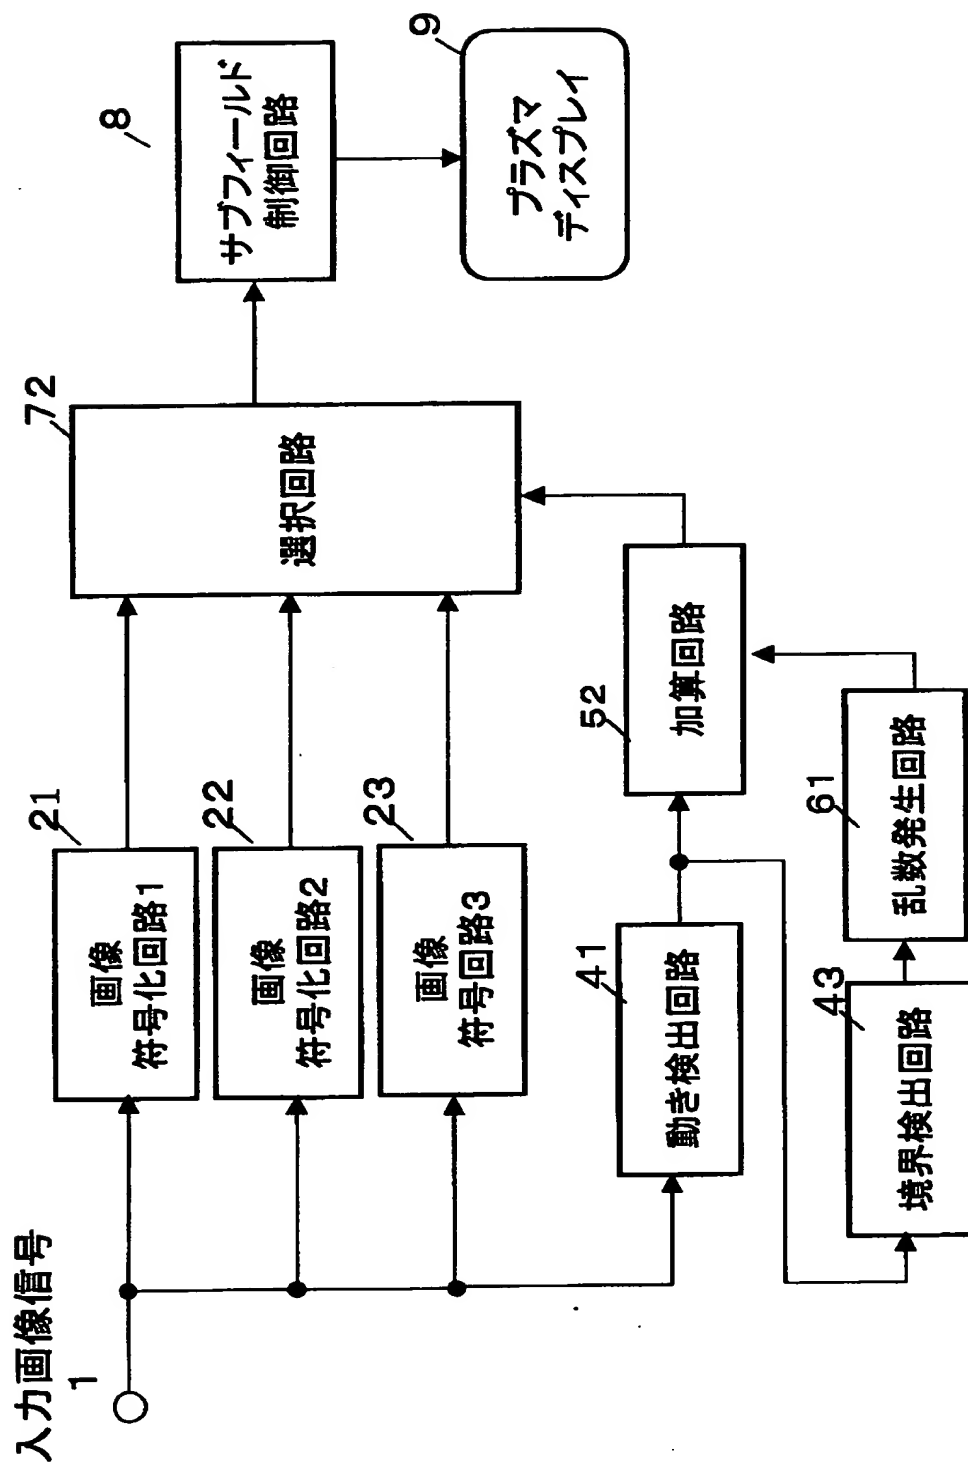 入力画像信号
1
21
画像
符号化回路1
22
画像
符号化回路2
23
画像
符号回路3
41
動き検出回路
43
境界検出回路
61
乱数発生回路
52
加算回路
72
選択回路
8
サブフィールド
制御回路
9
プラズマ
ディスプレイ